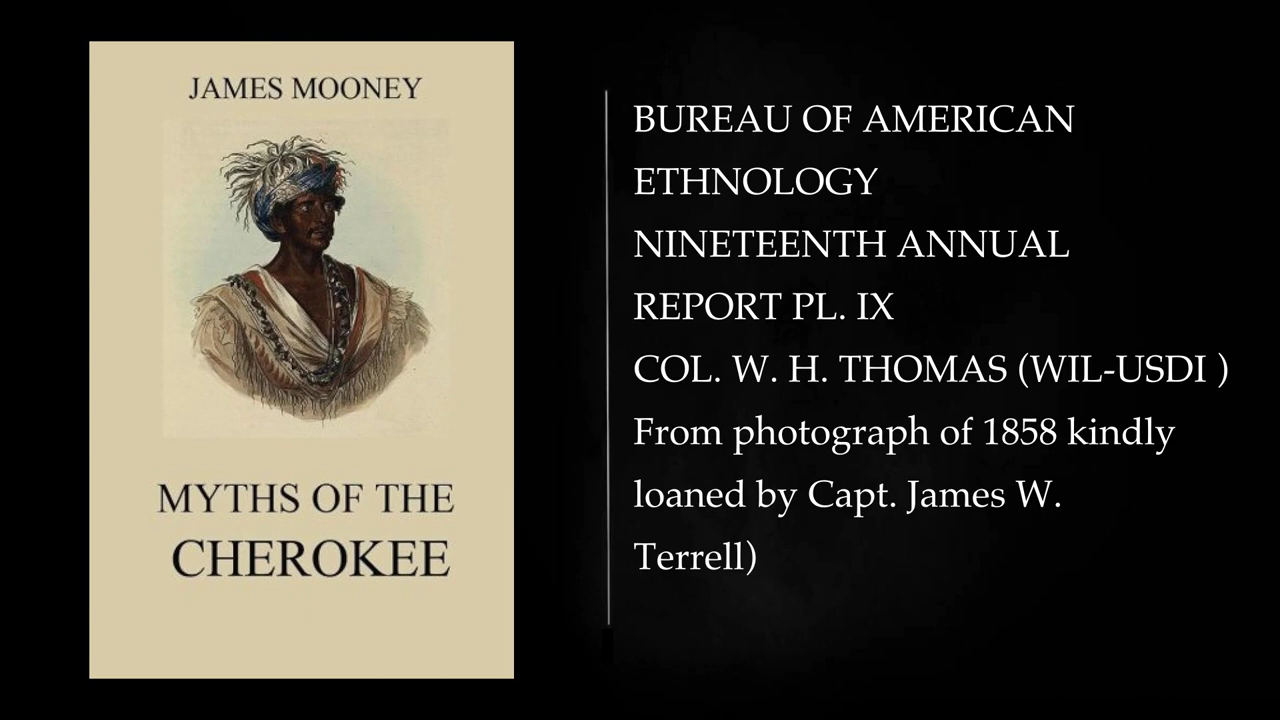 JAMES MOONEY
MYTHS OF THE
CHEROKEE
BUREAU OF AMERICAN
ETHNOLOGY
NINETEENTH ANNUAL
REPORT PL. IX
COL. W. H. THOMAS (WIL-USDI )
From photograph of 1858 kindly
loaned by Capt. James W.
Terrell)